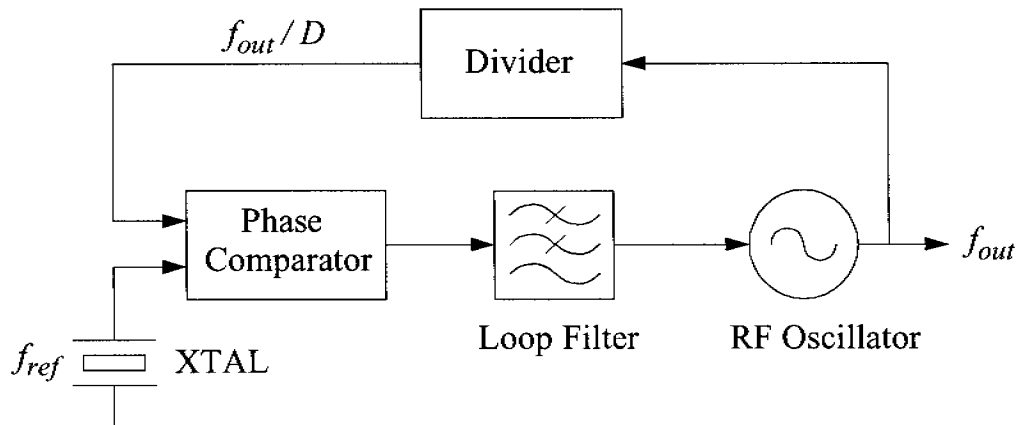 f_out / D
Divider
Phase
Comparator
f_out
Loop Filter
RF Oscillator
f_ref
XTAL